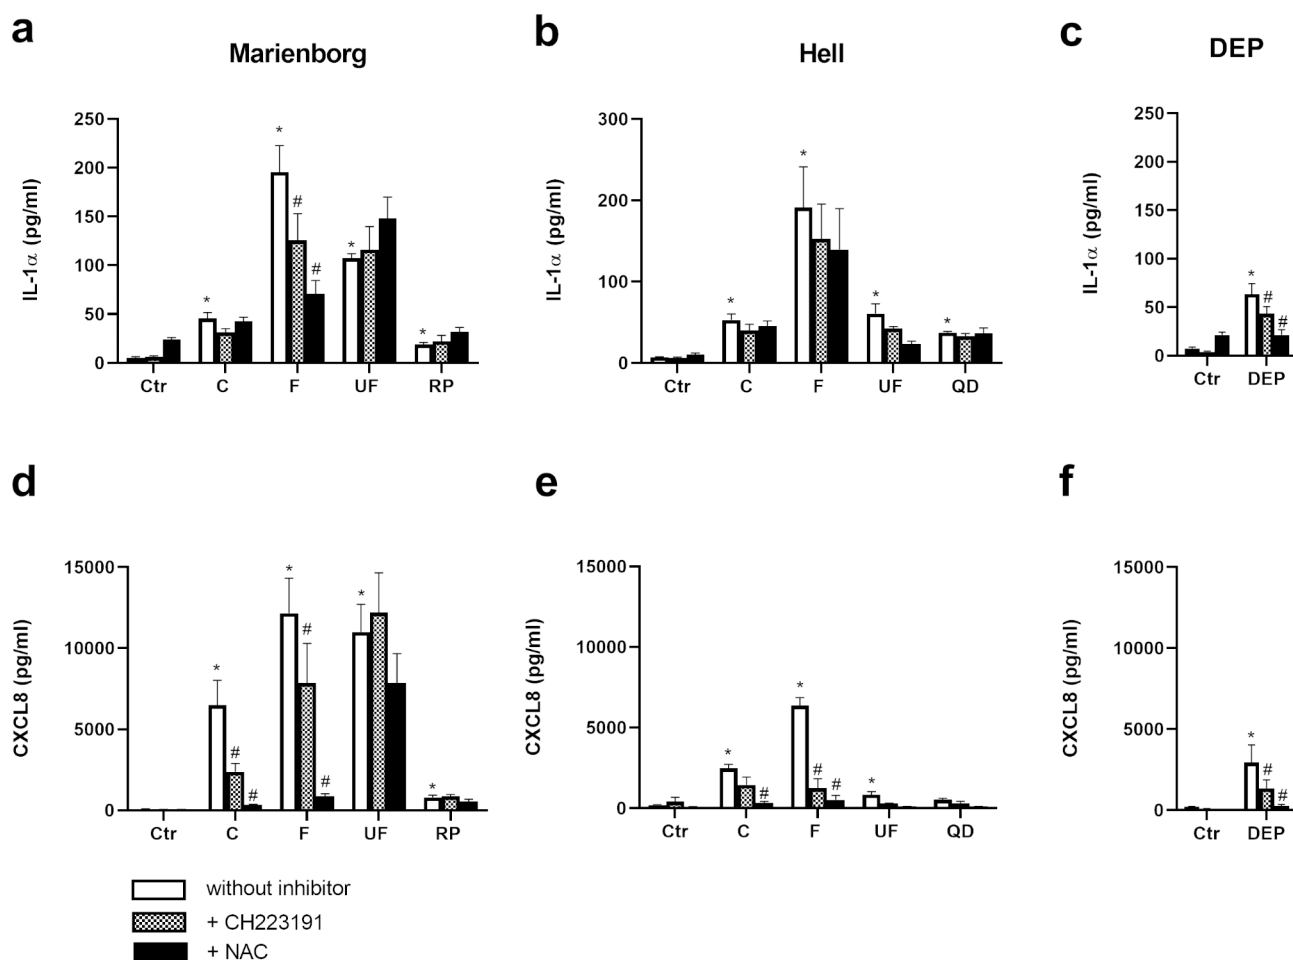 a
Marienborg
IL-1α (pg/ml)
250
200
150
100
50
0
*
*
#
#
*
*
Ctr C F UF RP
b
Hell
IL-1α (pg/ml)
300
200
100
0
*
*
*
*
Ctr C F UF QD
c
DEP
IL-1α (pg/ml)
250
200
150
100
50
0
*
#
#
Ctr DEP
d
CXCL8 (pg/ml)
15000
10000
5000
0
*
#
#
*
#
#
*
*
Ctr C F UF RP
e
CXCL8 (pg/ml)
15000
10000
5000
0
*
#
*
#
#
*
Ctr C F UF QD
f
CXCL8 (pg/ml)
15000
10000
5000
0
*
#
#
Ctr DEP
without inhibitor
+ CH223191
+ NAC